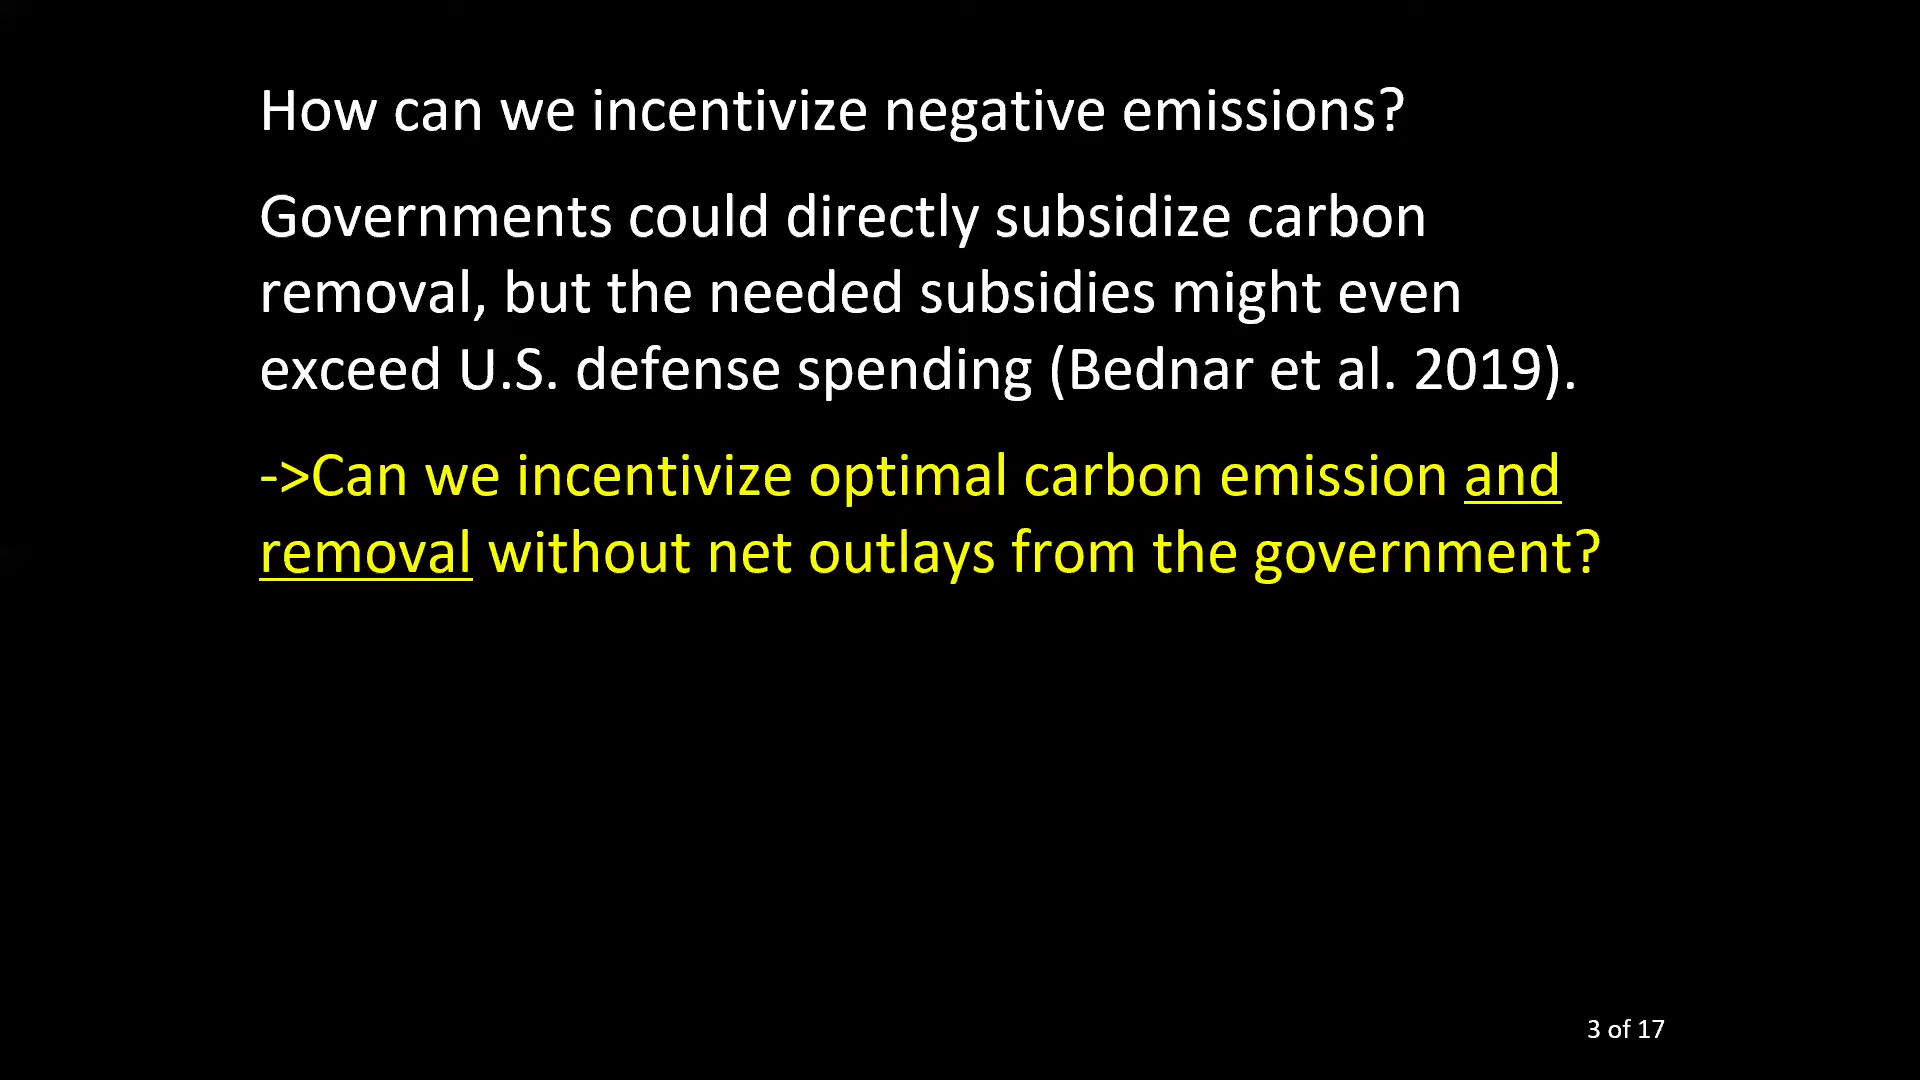 How can we incentivize negative emissions?
Governments could directly subsidize carbon
removal, but the needed subsidies might even
exceed U.S. defense spending (Bednar et al. 2019).
->Can we incentivize optimal carbon emission and
removal without net outlays from the government?
3 of 17